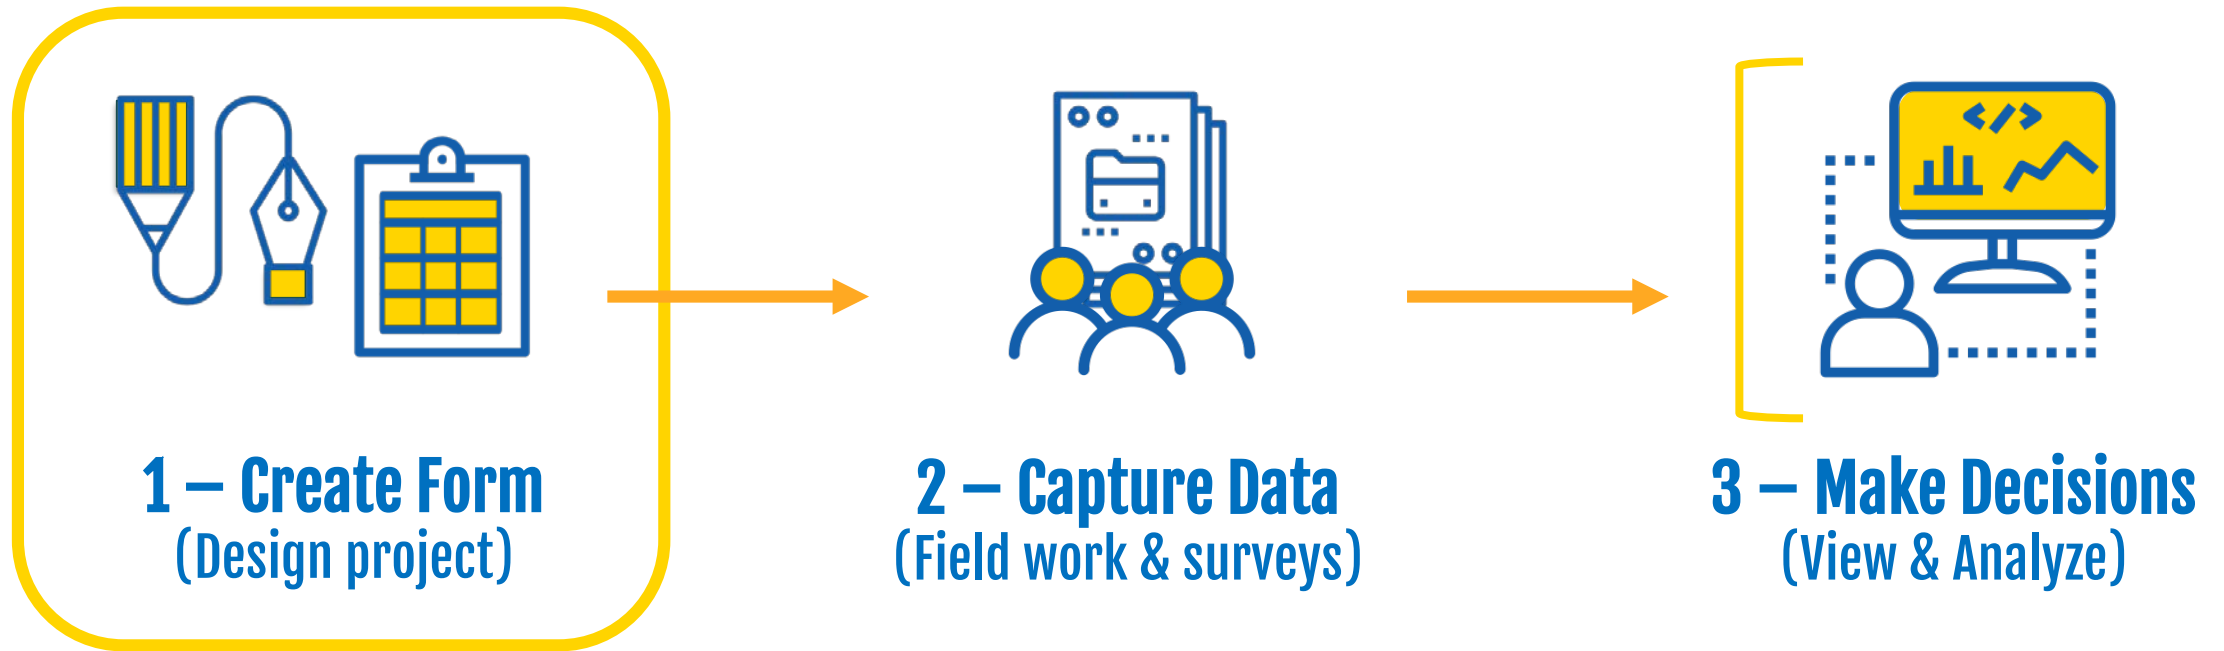 1 – Create Form
(Design project)
2 – Capture Data
(Field work & surveys)
</>
3 – Make Decisions
(View & Analyze)